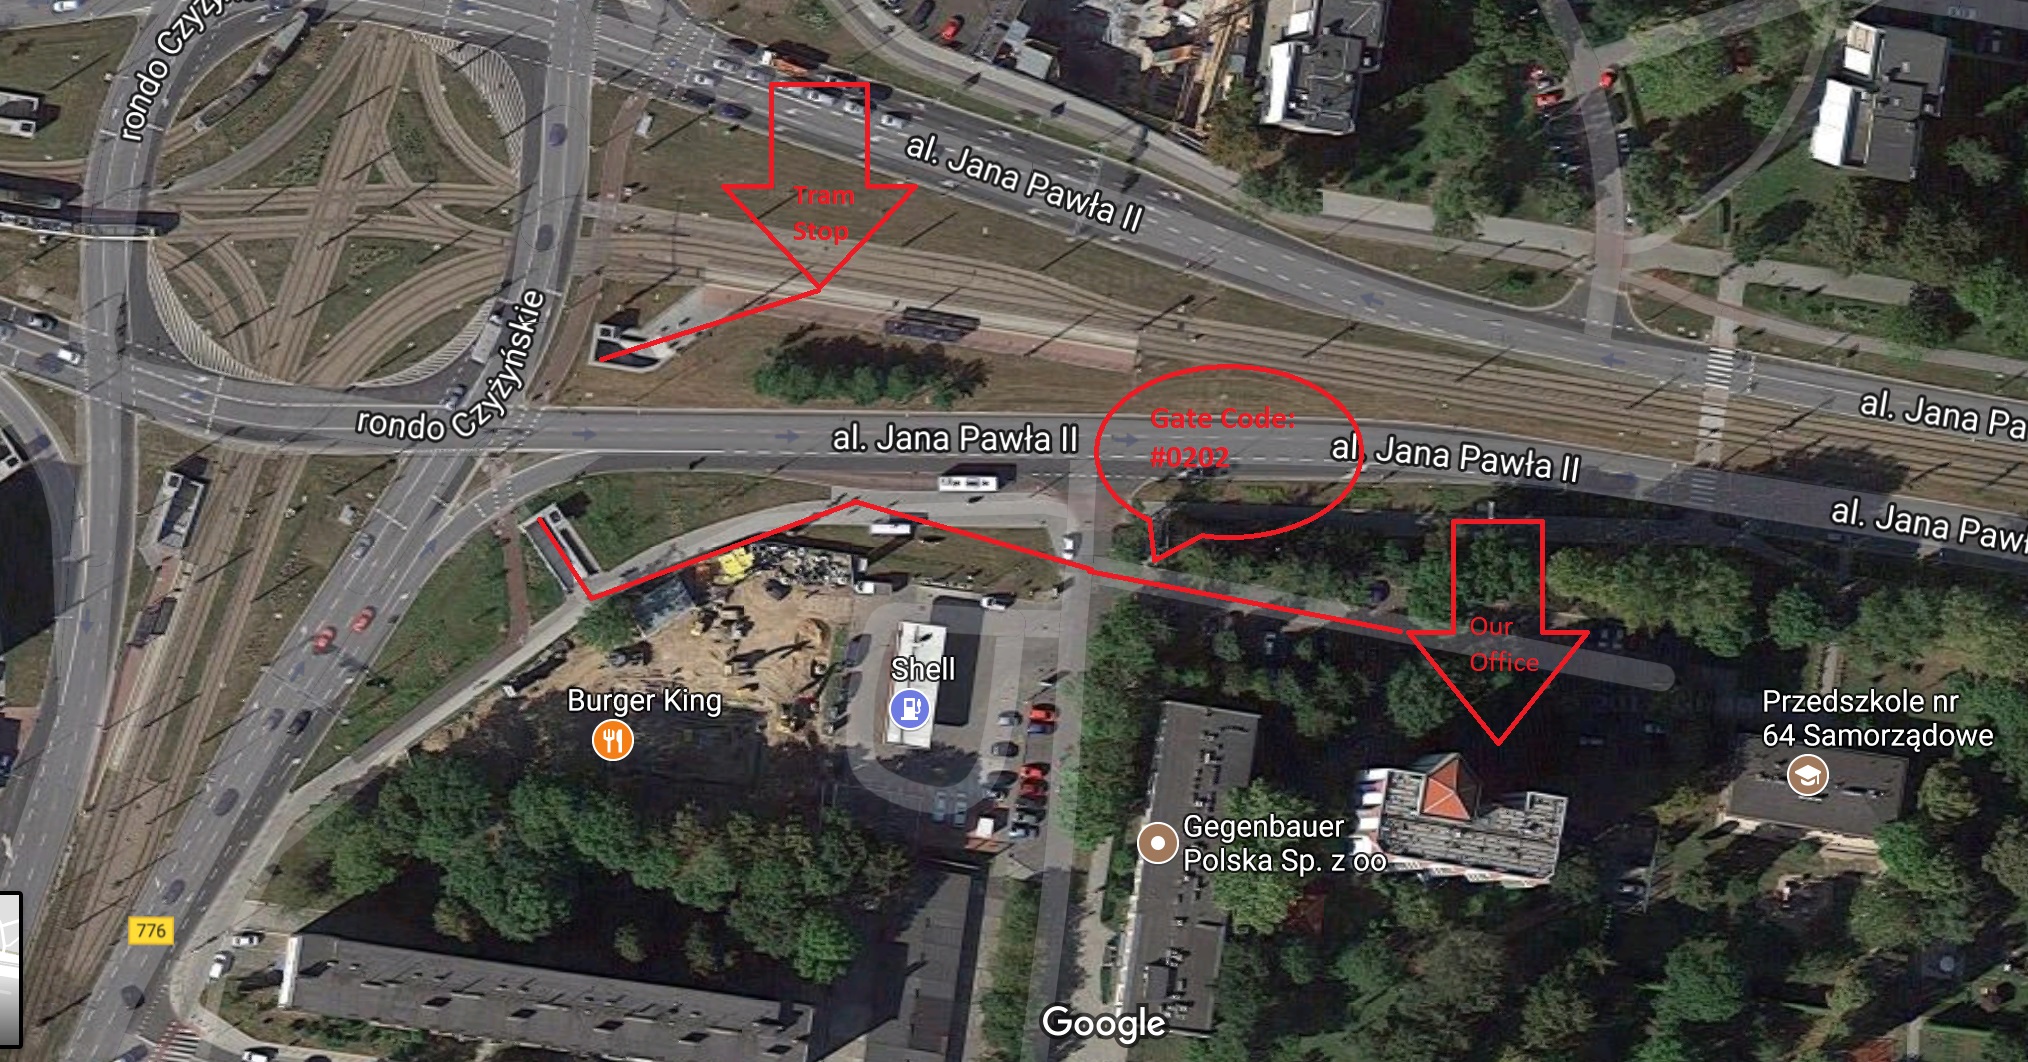 rondo Czyżyń
al. Jana Pawła II
Tram
Stop
rondo Czyżyńskie
Gate Code:
#0202
al. Jana Pawła II
al. Jana Pawła II
al. Jana Pa
al. Jana Pawł
Our
Office
Shell
Burger King
Przedszkole nr
64 Samorządowe
Gegenbauer
Polska Sp. z oo
776
Google